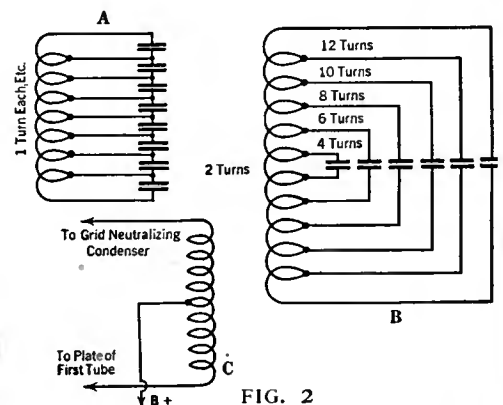 A
1 Turn Each, Etc.
12 Turns
10 Turns
8 Turns
6 Turns
4 Turns
2 Turns
B
To Grid Neutralizing
Condenser
To Plate of
First Tube
B +
C
FIG. 2